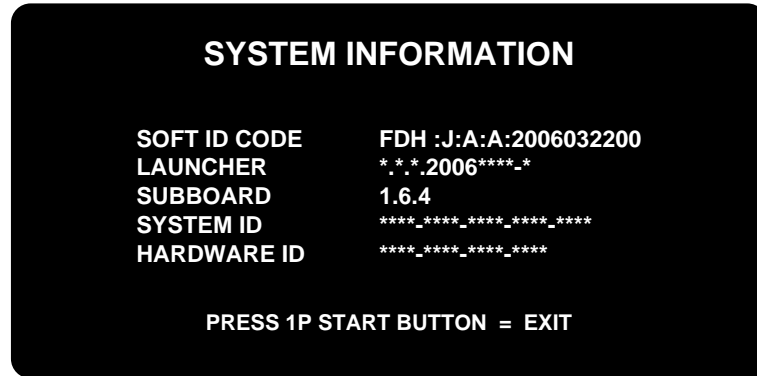 SYSTEM INFORMATION
SOFT ID CODE FDH :J:A:A:2006032200
LAUNCHER *.*.*.2006****-*
SUBBOARD 1.6.4
SYSTEM ID ****-****-****-****-****
HARDWARE ID ****-****-****-****
PRESS 1P START BUTTON = EXIT